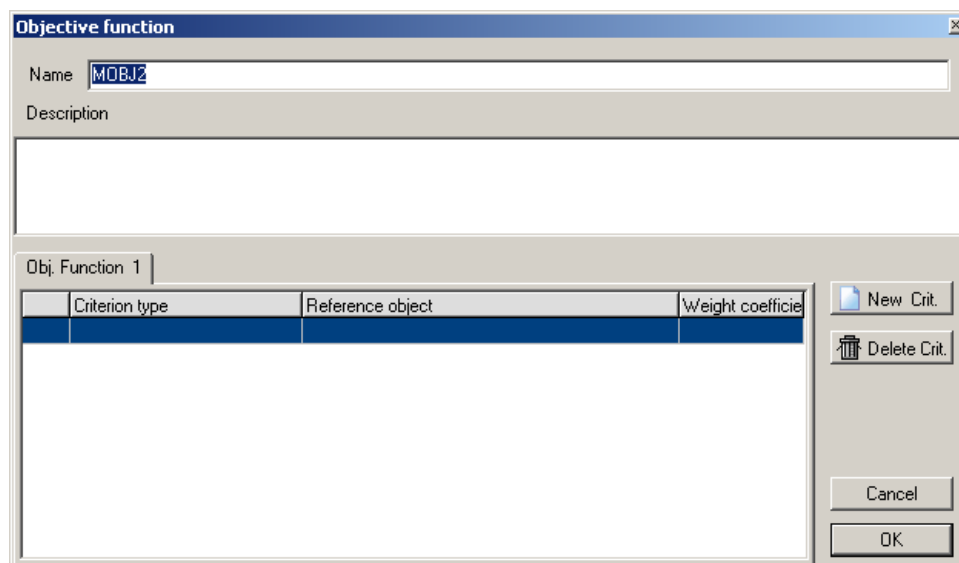 Objective function
Name MOBJ2
Description
Obj. Function 1
Criterion type Reference object Weight coefficie
New Crit.
Delete Crit.
Cancel
OK